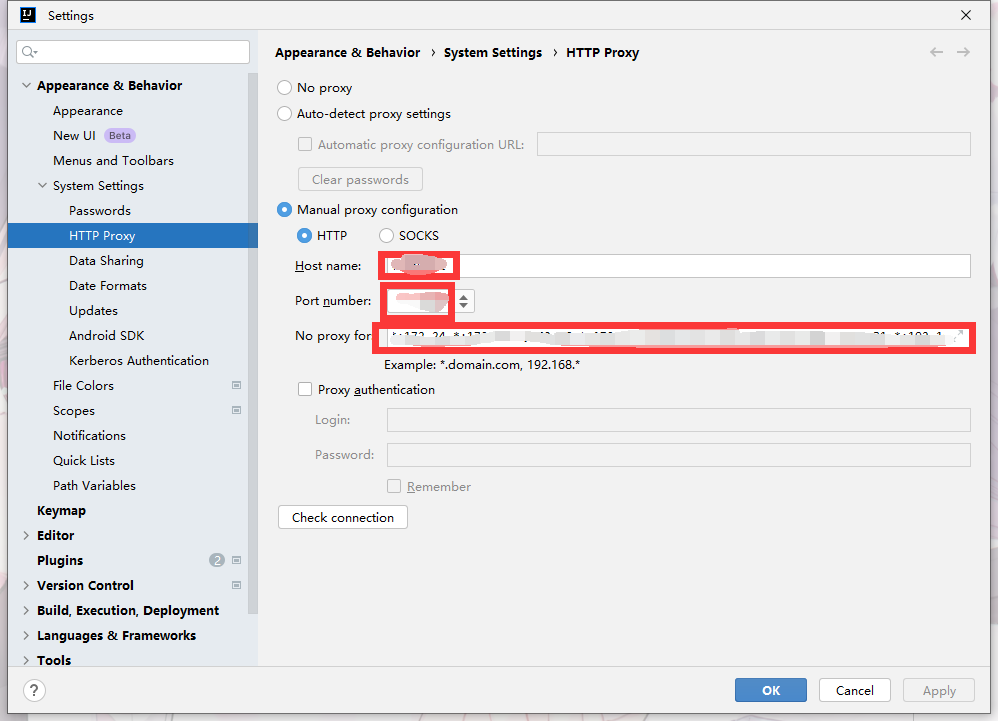 Settings
Appearance & Behavior
Appearance
New UI Beta
Menus and Toolbars
System Settings
Passwords
HTTP Proxy
Data Sharing
Date Formats
Updates
Android SDK
Kerberos Authentication
File Colors
Scopes
Notifications
Quick Lists
Path Variables
Keymap
Editor
Plugins 2
Version Control
Build, Execution, Deployment
Languages & Frameworks
Tools
?
Appearance & Behavior › System Settings › HTTP Proxy
No proxy
Auto-detect proxy settings
Automatic proxy configuration URL:
Clear passwords
Manual proxy configuration
HTTP SOCKS
Host name:
Port number:
No proxy for
Example: *.domain.com, 192.168.*
Proxy authentication
Login:
Password:
Remember
Check connection
OK Cancel Apply